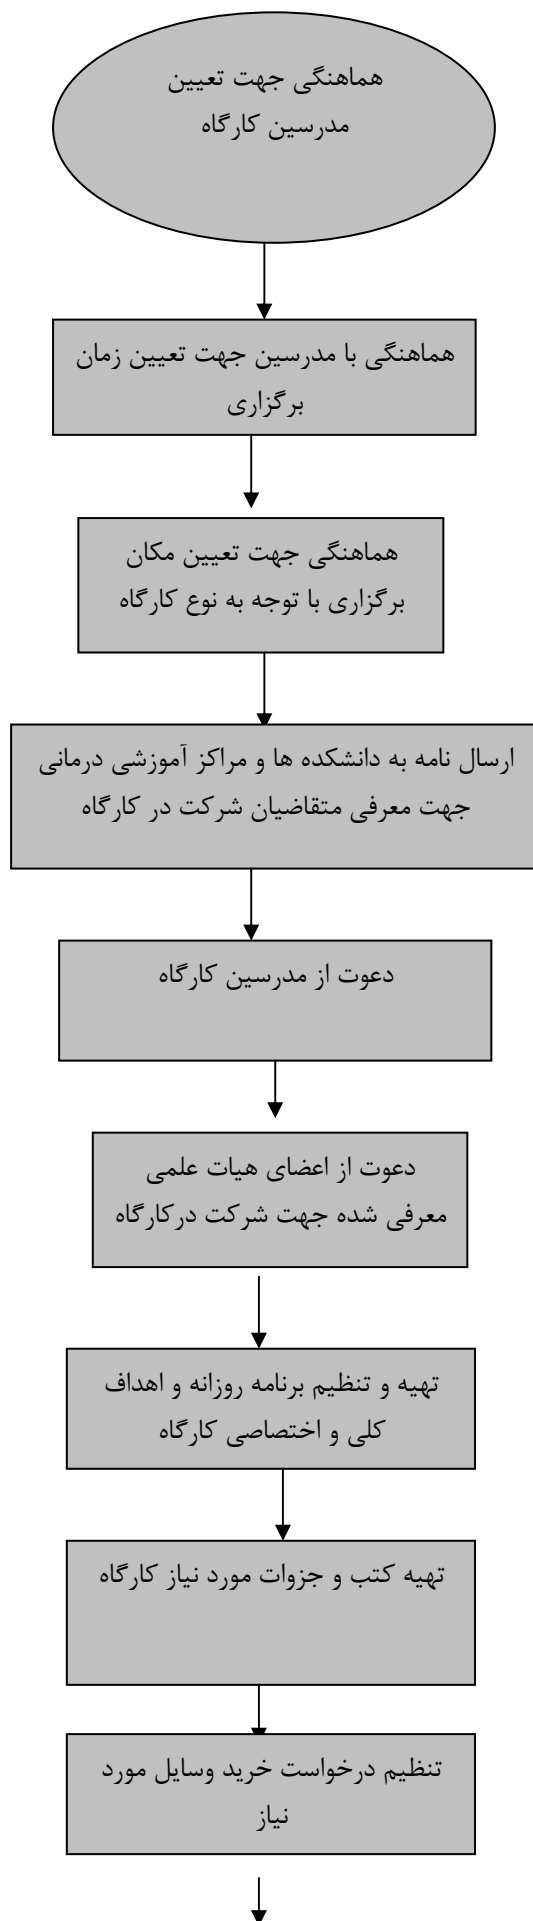 هماهنگی جهت تعیین
مدرسین کارگاه
هماهنگی با مدرسین جهت تعیین زمان
برگزاری
هماهنگی جهت تعیین مکان
برگزاری با توجه به نوع کارگاه
ارسال نامه به دانشکده ها و مراکز آموزشی درمانی
جهت معرفی متقاضیان شرکت در کارگاه
دعوت از مدرسین کارگاه
دعوت از اعضای هیات علمی
معرفی شده جهت شرکت درکارگاه
تهیه و تنظیم برنامه روزانه و اهداف
کلی و اختصاصی کارگاه
تهیه کتب و جزوات مورد نیاز کارگاه
تنظیم درخواست خرید وسایل مورد
نیاز